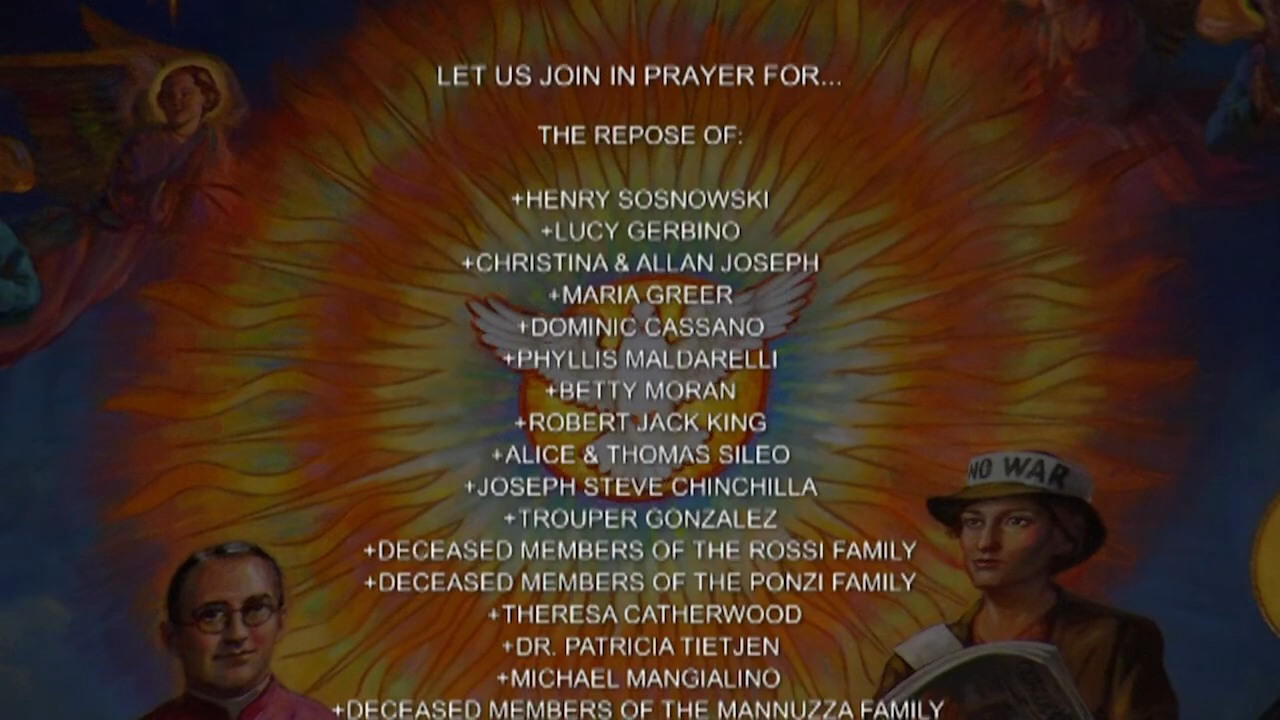 LET US JOIN IN PRAYER FOR...
THE REPOSE OF:
+HENRY SOSNOWSKI
+LUCY GERBINO
+CHRISTINA & ALLAN JOSEPH
+MARIA GREER
+DOMINIC CASSANO
+PHYLLIS MALDARELLI
+BETTY MORAN
+ROBERT JACK KING
+ALICE & THOMAS SILEO
+JOSEPH STEVE CHINCHILLA
NO WAR
+TROUPER GONZALEZ
+DECEASED MEMBERS OF THE ROSSI FAMILY
+DECEASED MEMBERS OF THE PONZI FAMILY
+THERESA CATHERWOOD
+DR. PATRICIA TIETJEN
+MICHAEL MANGIALINO
+DECEASED MEMBERS OF THE MANNUZZA FAMILY